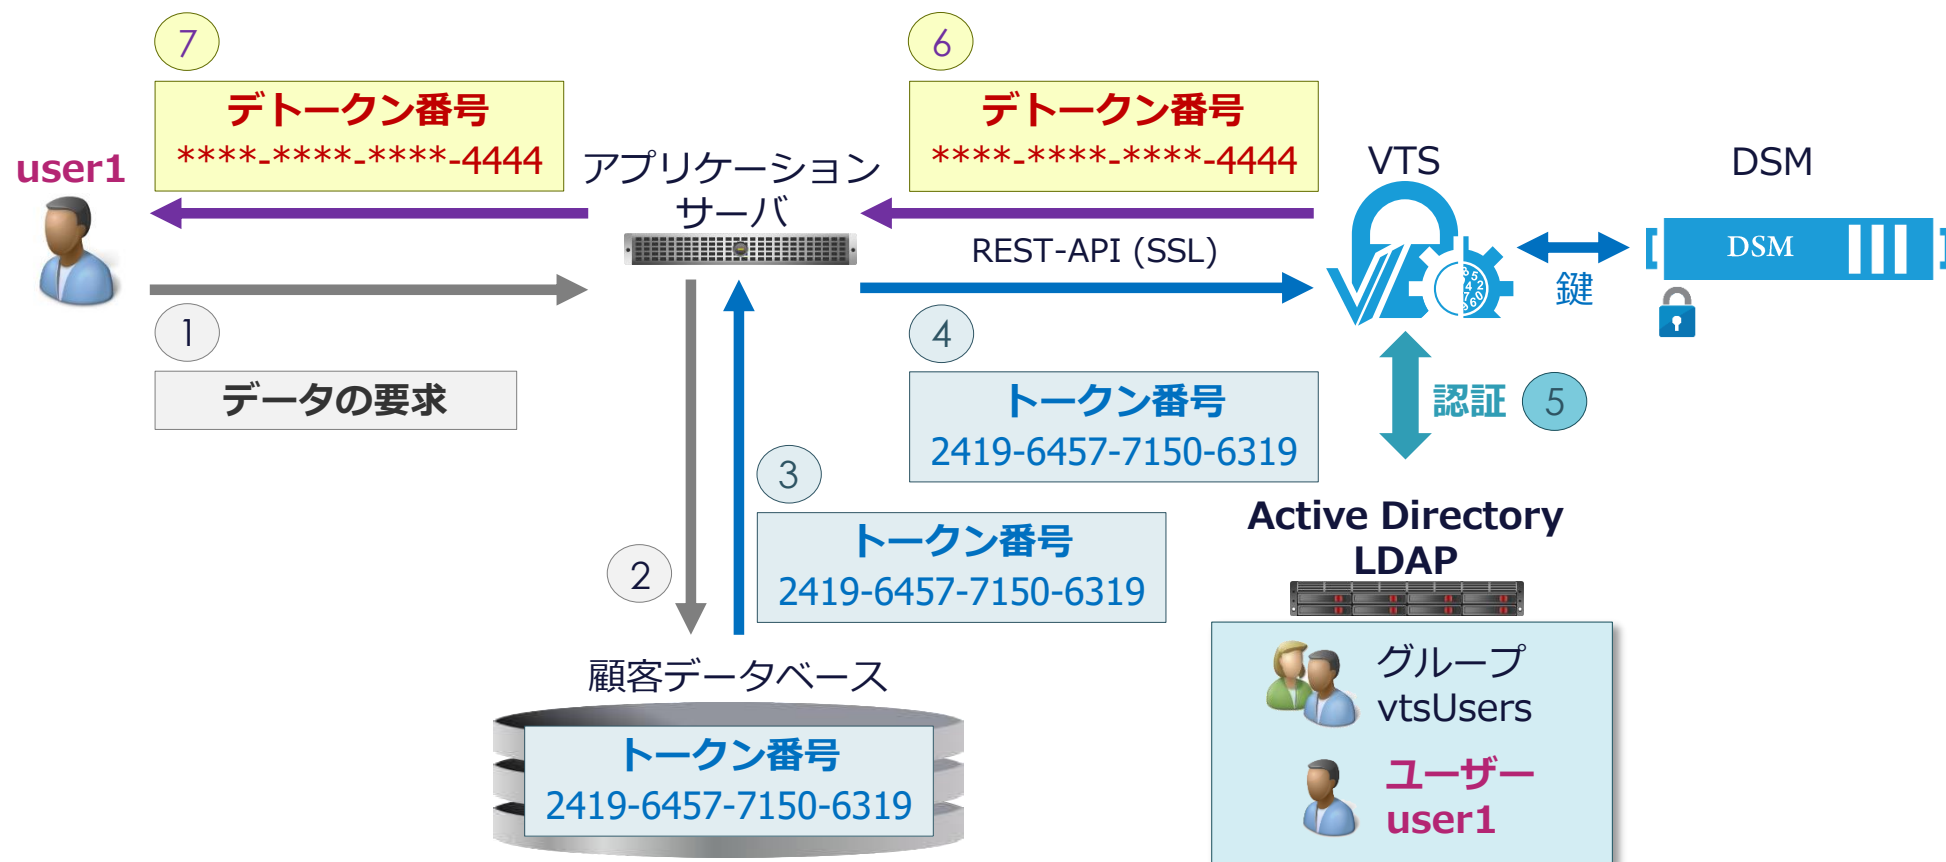 7
デトークン番号
****-****-****-4444
6
デトークン番号
****-****-****-4444
user1
アプリケーション
サーバ
VTS
DSM
REST-API (SSL)
DSM
鍵
1
データの要求
4
トークン番号
2419-6457-7150-6319
認証
5
3
トークン番号
2419-6457-7150-6319
2
Active Directory
LDAP
顧客データベース
トークン番号
2419-6457-7150-6319
グループ
vtsUsers
ユーザー
user1